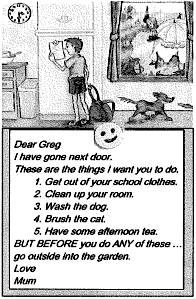 Dear Greg
I have gone next door.
These are the things I want you to do.
1. Get out of your school clothes.
2. Clean up your room.
3. Wash the dog.
4. Brush the cat.
5. Have some afternoon tea.
BUT BEFORE you do ANY of these ...
go outside into the garden.
Love
Mum